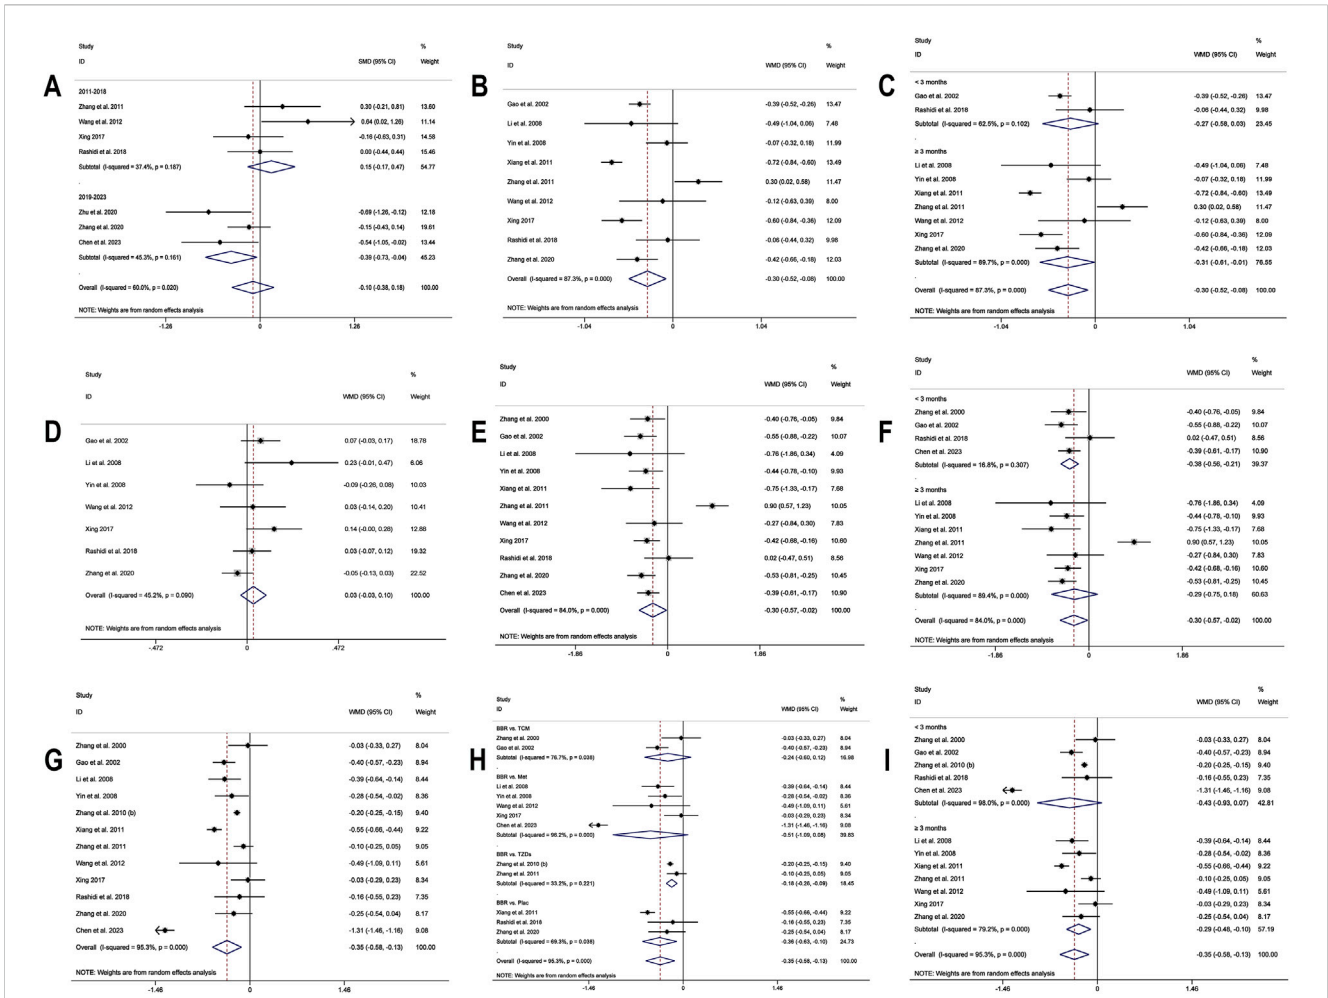 A
Study %
ID SMD (95% CI) Weight
2011-2018
Zhang et al. 2011 0.30 (-0.21, 0.81) 13.60
Wang et al. 2012 0.64 (0.02, 1.26) 11.14
Xing 2017 -0.16 (-0.63, 0.31) 14.58
Rashidi et al. 2018 0.00 (-0.44, 0.44) 15.46
Subtotal (I-squared = 37.4%, p = 0.187) 0.15 (-0.17, 0.47) 54.77
.
2019-2023
Zhu et al. 2020 -0.69 (-1.26, -0.12) 12.18
Zhang et al. 2020 -0.15 (-0.43, 0.14) 19.61
Chen et al. 2023 -0.54 (-1.05, -0.02) 13.44
Subtotal (I-squared = 45.3%, p = 0.161) -0.39 (-0.73, -0.04) 45.23
.
Overall (I-squared = 60.0%, p = 0.020) -0.10 (-0.38, 0.18) 100.00
NOTE: Weights are from random effects analysis
-1.26 0 1.26
B
Study %
ID WMD (95% CI) Weight
Gao et al. 2002 -0.39 (-0.52, -0.26) 13.47
Li et al. 2008 -0.49 (-1.04, 0.06) 7.48
Yin et al. 2008 -0.07 (-0.32, 0.18) 11.99
Xiang et al. 2011 -0.72 (-0.84, -0.60) 13.49
Zhang et al. 2011 0.30 (0.02, 0.58) 11.47
Wang et al. 2012 -0.12 (-0.63, 0.39) 8.00
Xing 2017 -0.60 (-0.84, -0.36) 12.09
Rashidi et al. 2018 -0.06 (-0.44, 0.32) 9.98
Zhang et al. 2020 -0.42 (-0.66, -0.18) 12.03
Overall (I-squared = 87.3%, p = 0.000) -0.30 (-0.52, -0.08) 100.00
NOTE: Weights are from random effects analysis
-1.04 0 1.04
C
Study %
ID WMD (95% CI) Weight
< 3 months
Gao et al. 2002 -0.39 (-0.52, -0.26) 13.47
Rashidi et al. 2018 -0.06 (-0.44, 0.32) 9.98
Subtotal (I-squared = 62.5%, p = 0.102) -0.27 (-0.58, 0.03) 23.45
.
≥ 3 months
Li et al. 2008 -0.49 (-1.04, 0.06) 7.48
Yin et al. 2008 -0.07 (-0.32, 0.18) 11.99
Xiang et al. 2011 -0.72 (-0.84, -0.60) 13.49
Zhang et al. 2011 0.30 (0.02, 0.58) 11.47
Wang et al. 2012 -0.12 (-0.63, 0.39) 8.00
Xing 2017 -0.60 (-0.84, -0.36) 12.09
Zhang et al. 2020 -0.42 (-0.66, -0.18) 12.03
Subtotal (I-squared = 89.7%, p = 0.000) -0.31 (-0.61, -0.01) 76.55
.
Overall (I-squared = 87.3%, p = 0.000) -0.30 (-0.52, -0.08) 100.00
NOTE: Weights are from random effects analysis
-1.04 0 1.04
D
Study %
ID WMD (95% CI) Weight
Gao et al. 2002 0.07 (-0.03, 0.17) 18.78
Li et al. 2008 0.23 (-0.01, 0.47) 6.06
Yin et al. 2008 -0.09 (-0.26, 0.08) 10.03
Wang et al. 2012 0.03 (-0.14, 0.20) 10.41
Xing 2017 0.14 (-0.00, 0.28) 12.88
Rashidi et al. 2018 0.03 (-0.07, 0.12) 19.32
Zhang et al. 2020 -0.05 (-0.13, 0.03) 22.52
Overall (I-squared = 45.2%, p = 0.090) 0.03 (-0.03, 0.10) 100.00
NOTE: Weights are from random effects analysis
-.472 0 .472
E
Study %
ID WMD (95% CI) Weight
Zhang et al. 2000 -0.40 (-0.76, -0.05) 9.84
Gao et al. 2002 -0.55 (-0.88, -0.22) 10.07
Li et al. 2008 -0.76 (-1.86, 0.34) 4.09
Yin et al. 2008 -0.44 (-0.78, -0.10) 9.93
Xiang et al. 2011 -0.75 (-1.33, -0.17) 7.68
Zhang et al. 2011 0.90 (0.57, 1.23) 10.05
Wang et al. 2012 -0.27 (-0.84, 0.30) 7.83
Xing 2017 -0.42 (-0.68, -0.16) 10.60
Rashidi et al. 2018 0.02 (-0.47, 0.51) 8.56
Zhang et al. 2020 -0.53 (-0.81, -0.25) 10.45
Chen et al. 2023 -0.39 (-0.61, -0.17) 10.90
Overall (I-squared = 84.0%, p = 0.000) -0.30 (-0.57, -0.02) 100.00
NOTE: Weights are from random effects analysis
-1.86 0 1.86
F
Study %
ID WMD (95% CI) Weight
< 3 months
Zhang et al. 2000 -0.40 (-0.76, -0.05) 9.84
Gao et al. 2002 -0.55 (-0.88, -0.22) 10.07
Rashidi et al. 2018 0.02 (-0.47, 0.51) 8.56
Chen et al. 2023 -0.39 (-0.61, -0.17) 10.90
Subtotal (I-squared = 16.8%, p = 0.307) -0.38 (-0.56, -0.21) 39.37
.
≥ 3 months
Li et al. 2008 -0.76 (-1.86, 0.34) 4.09
Yin et al. 2008 -0.44 (-0.78, -0.10) 9.93
Xiang et al. 2011 -0.75 (-1.33, -0.17) 7.68
Zhang et al. 2011 0.90 (0.57, 1.23) 10.05
Wang et al. 2012 -0.27 (-0.84, 0.30) 7.83
Xing 2017 -0.42 (-0.68, -0.16) 10.60
Zhang et al. 2020 -0.53 (-0.81, -0.25) 10.45
Subtotal (I-squared = 89.4%, p = 0.000) -0.29 (-0.75, 0.18) 60.63
.
Overall (I-squared = 84.0%, p = 0.000) -0.30 (-0.57, -0.02) 100.00
NOTE: Weights are from random effects analysis
-1.86 0 1.86
G
Study %
ID WMD (95% CI) Weight
Zhang et al. 2000 -0.03 (-0.33, 0.27) 8.04
Gao et al. 2002 -0.40 (-0.57, -0.23) 8.94
Li et al. 2008 -0.39 (-0.64, -0.14) 8.44
Yin et al. 2008 -0.28 (-0.54, -0.02) 8.36
Zhang et al. 2010 (b) -0.20 (-0.25, -0.15) 9.40
Xiang et al. 2011 -0.55 (-0.66, -0.44) 9.22
Zhang et al. 2011 -0.10 (-0.25, 0.05) 9.05
Wang et al. 2012 -0.49 (-1.09, 0.11) 5.61
Xing 2017 -0.03 (-0.29, 0.23) 8.34
Rashidi et al. 2018 -0.16 (-0.55, 0.23) 7.35
Zhang et al. 2020 -0.25 (-0.54, 0.04) 8.17
Chen et al. 2023 -1.31 (-1.46, -1.16) 9.08
Overall (I-squared = 95.3%, p = 0.000) -0.35 (-0.58, -0.13) 100.00
NOTE: Weights are from random effects analysis
-1.46 0 1.46
H
Study %
ID WMD (95% CI) Weight
BBR vs. TCM
Zhang et al. 2000 -0.03 (-0.33, 0.27) 8.04
Gao et al. 2002 -0.40 (-0.57, -0.23) 8.94
Subtotal (I-squared = 76.7%, p = 0.038) -0.24 (-0.60, 0.12) 16.98
.
BBR vs. Met
Li et al. 2008 -0.39 (-0.64, -0.14) 8.44
Yin et al. 2008 -0.28 (-0.54, -0.02) 8.36
Wang et al. 2012 -0.49 (-1.09, 0.11) 5.61
Xing 2017 -0.03 (-0.29, 0.23) 8.34
Chen et al. 2023 -1.31 (-1.46, -1.16) 9.08
Subtotal (I-squared = 96.2%, p = 0.000) -0.51 (-1.09, 0.08) 39.83
.
BBR vs. TZDs
Zhang et al. 2010 (b) -0.20 (-0.25, -0.15) 9.40
Zhang et al. 2011 -0.10 (-0.25, 0.05) 9.05
Subtotal (I-squared = 33.2%, p = 0.221) -0.18 (-0.26, -0.09) 18.45
.
BBR vs. Plac
Xiang et al. 2011 -0.55 (-0.66, -0.44) 9.22
Rashidi et al. 2018 -0.16 (-0.55, 0.23) 7.35
Zhang et al. 2020 -0.25 (-0.54, 0.04) 8.17
Subtotal (I-squared = 69.3%, p = 0.038) -0.36 (-0.63, -0.10) 24.73
.
Overall (I-squared = 95.3%, p = 0.000) -0.35 (-0.58, -0.13) 100.00
NOTE: Weights are from random effects analysis
-1.46 0 1.46
I
Study %
ID WMD (95% CI) Weight
< 3 months
Zhang et al. 2000 -0.03 (-0.33, 0.27) 8.04
Gao et al. 2002 -0.40 (-0.57, -0.23) 8.94
Zhang et al. 2010 (b) -0.20 (-0.25, -0.15) 9.40
Rashidi et al. 2018 -0.16 (-0.55, 0.23) 7.35
Chen et al. 2023 -1.31 (-1.46, -1.16) 9.08
Subtotal (I-squared = 98.0%, p = 0.000) -0.43 (-0.93, 0.07) 42.81
.
≥ 3 months
Li et al. 2008 -0.39 (-0.64, -0.14) 8.44
Yin et al. 2008 -0.28 (-0.54, -0.02) 8.36
Xiang et al. 2011 -0.55 (-0.66, -0.44) 9.22
Zhang et al. 2011 -0.10 (-0.25, 0.05) 9.05
Wang et al. 2012 -0.49 (-1.09, 0.11) 5.61
Xing 2017 -0.03 (-0.29, 0.23) 8.34
Zhang et al. 2020 -0.25 (-0.54, 0.04) 8.17
Subtotal (I-squared = 79.2%, p = 0.000) -0.29 (-0.48, -0.10) 57.19
.
Overall (I-squared = 95.3%, p = 0.000) -0.35 (-0.58, -0.13) 100.00
NOTE: Weights are from random effects analysis
-1.46 0 1.46